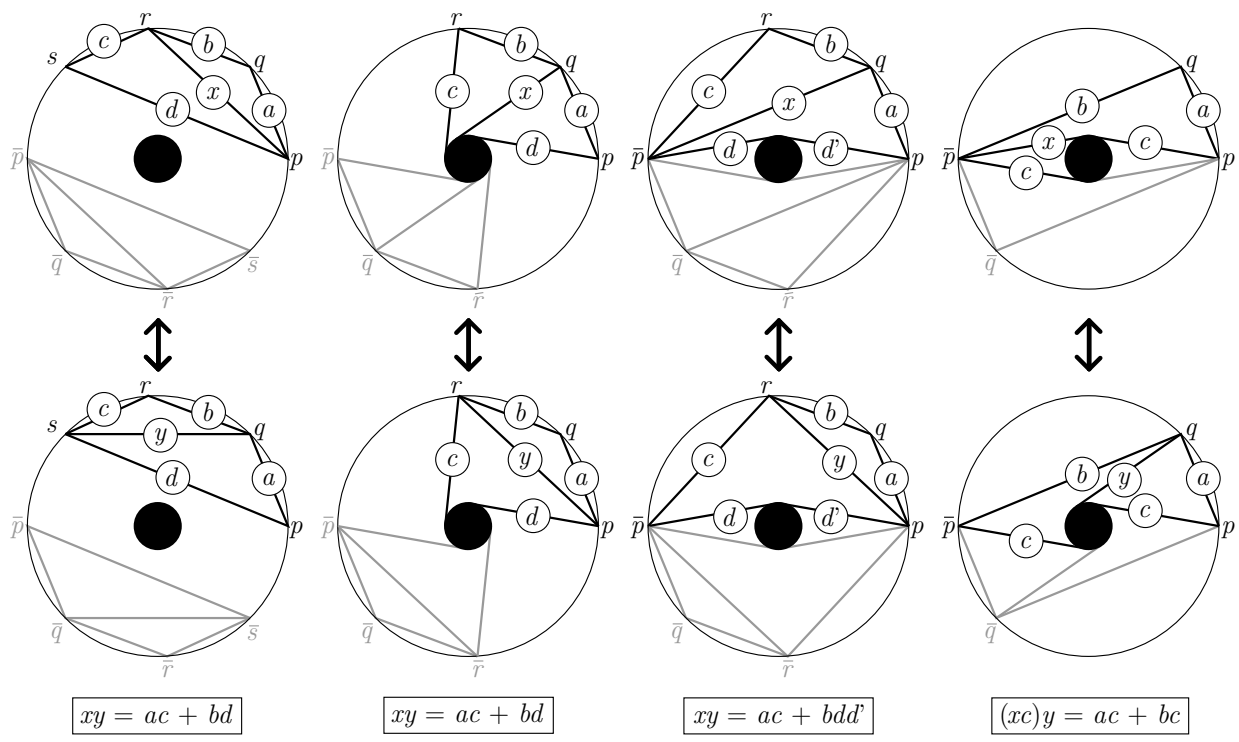 r r r
s c b q b q b q q
x c x a c x a b a
d a d d d' x c
p̄ p p̄ p p̄ p p̄ c p
q̄ s̄ q̄ q̄ q̄
r̄ r̄ r̄
r r r
s c b q b q b q q
y c y a c y a b y a
d a d d d' c c
p̄ p p̄ p p̄ p p̄ p
q̄ s̄ q̄ q̄ q̄
r̄ r̄ r̄
xy = ac + bd xy = ac + bd xy = ac + bdd' (xc)y = ac + bc